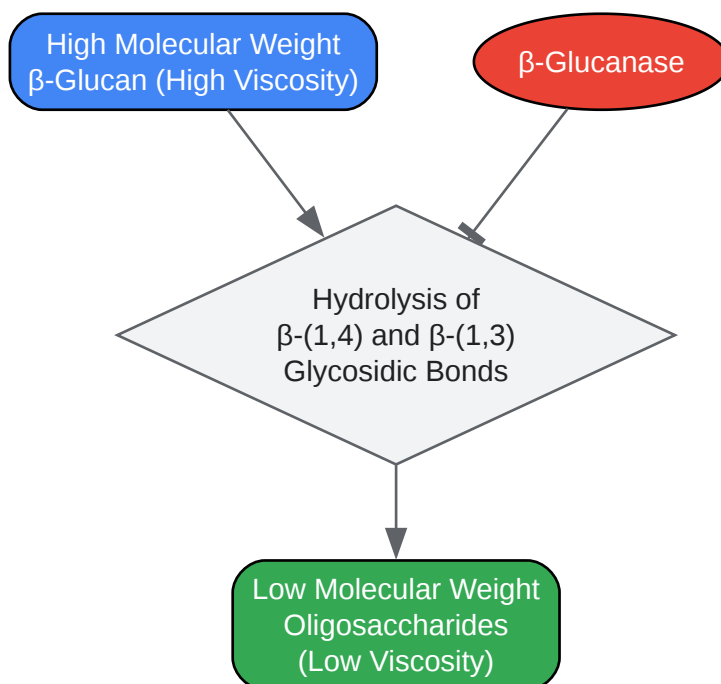 High Molecular Weight
β-Glucan (High Viscosity)
β-Glucanase
Hydrolysis of
β-(1,4) and β-(1,3)
Glycosidic Bonds
Low Molecular Weight
Oligosaccharides
(Low Viscosity)